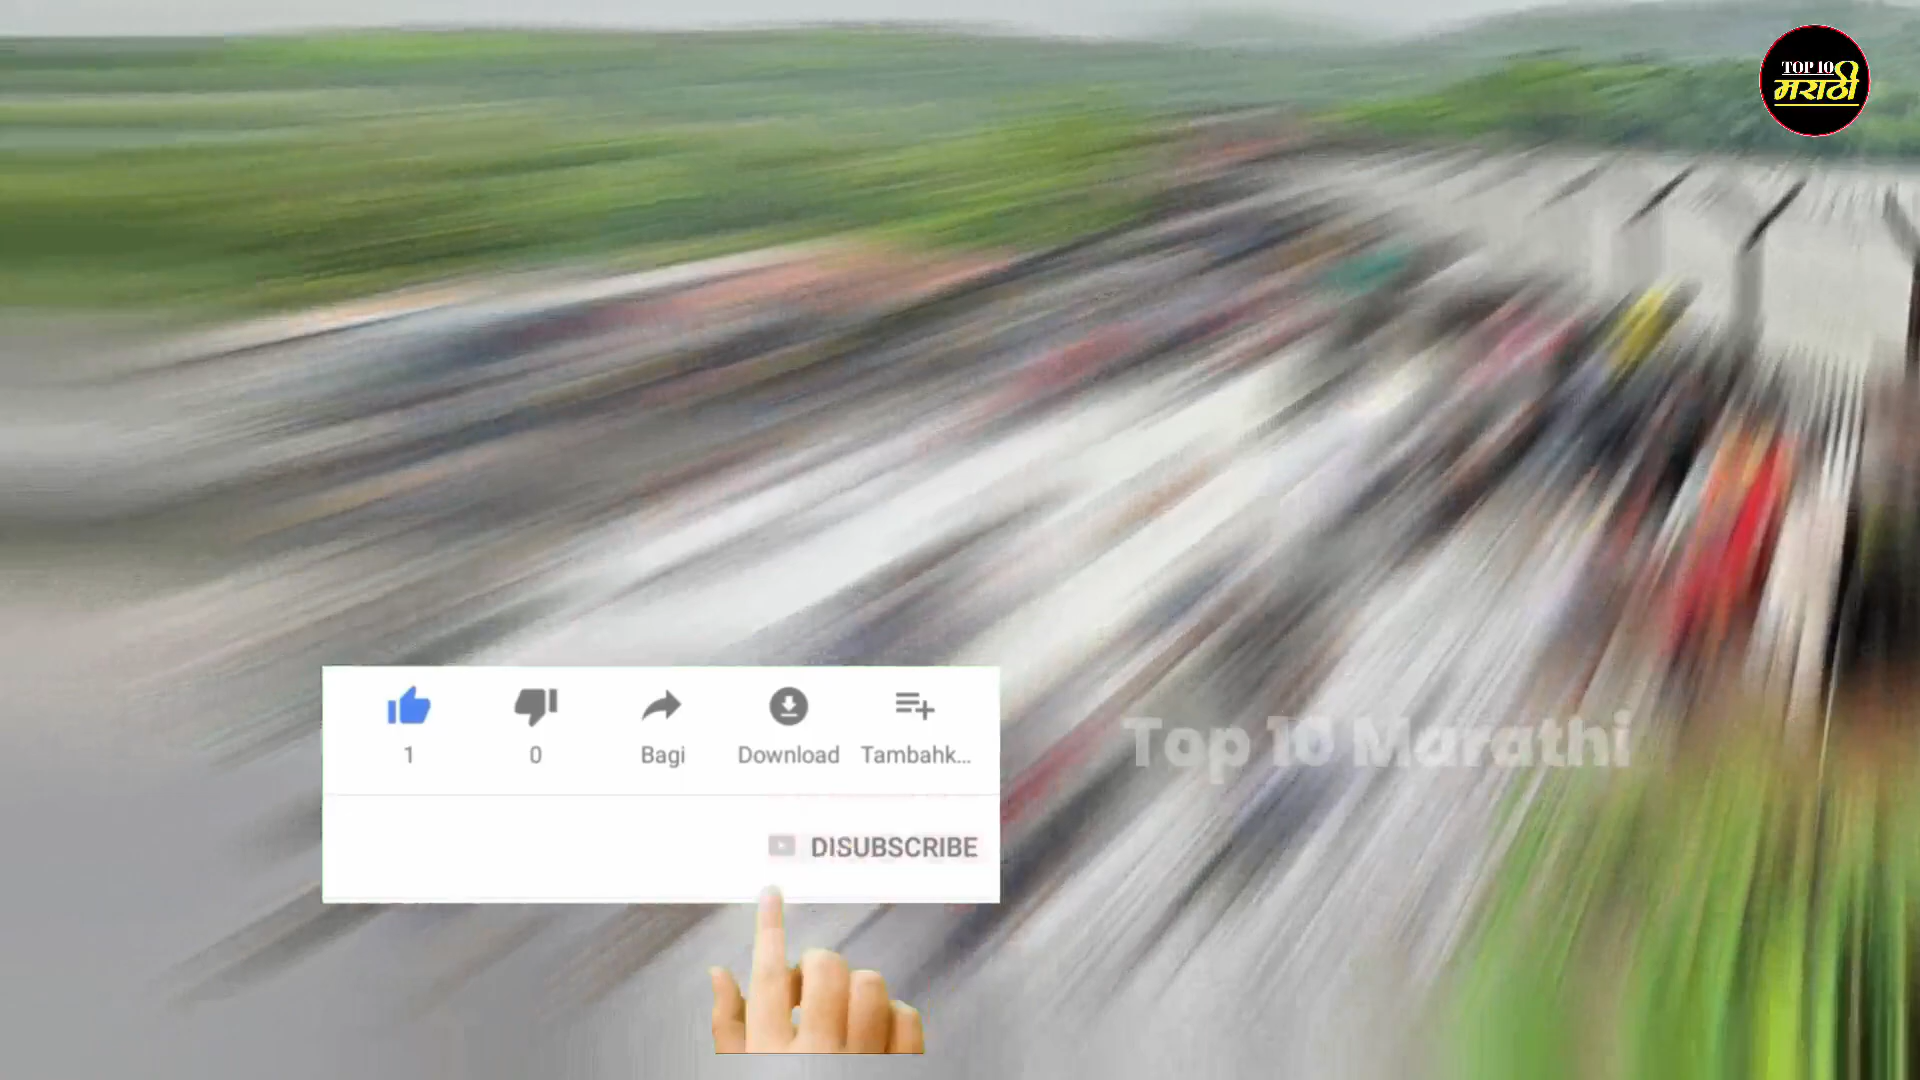 TOP 10
मराठी
1
0
Bagi
Download
Tambahk...
DISUBSCRIBE
Top 10 Marathi